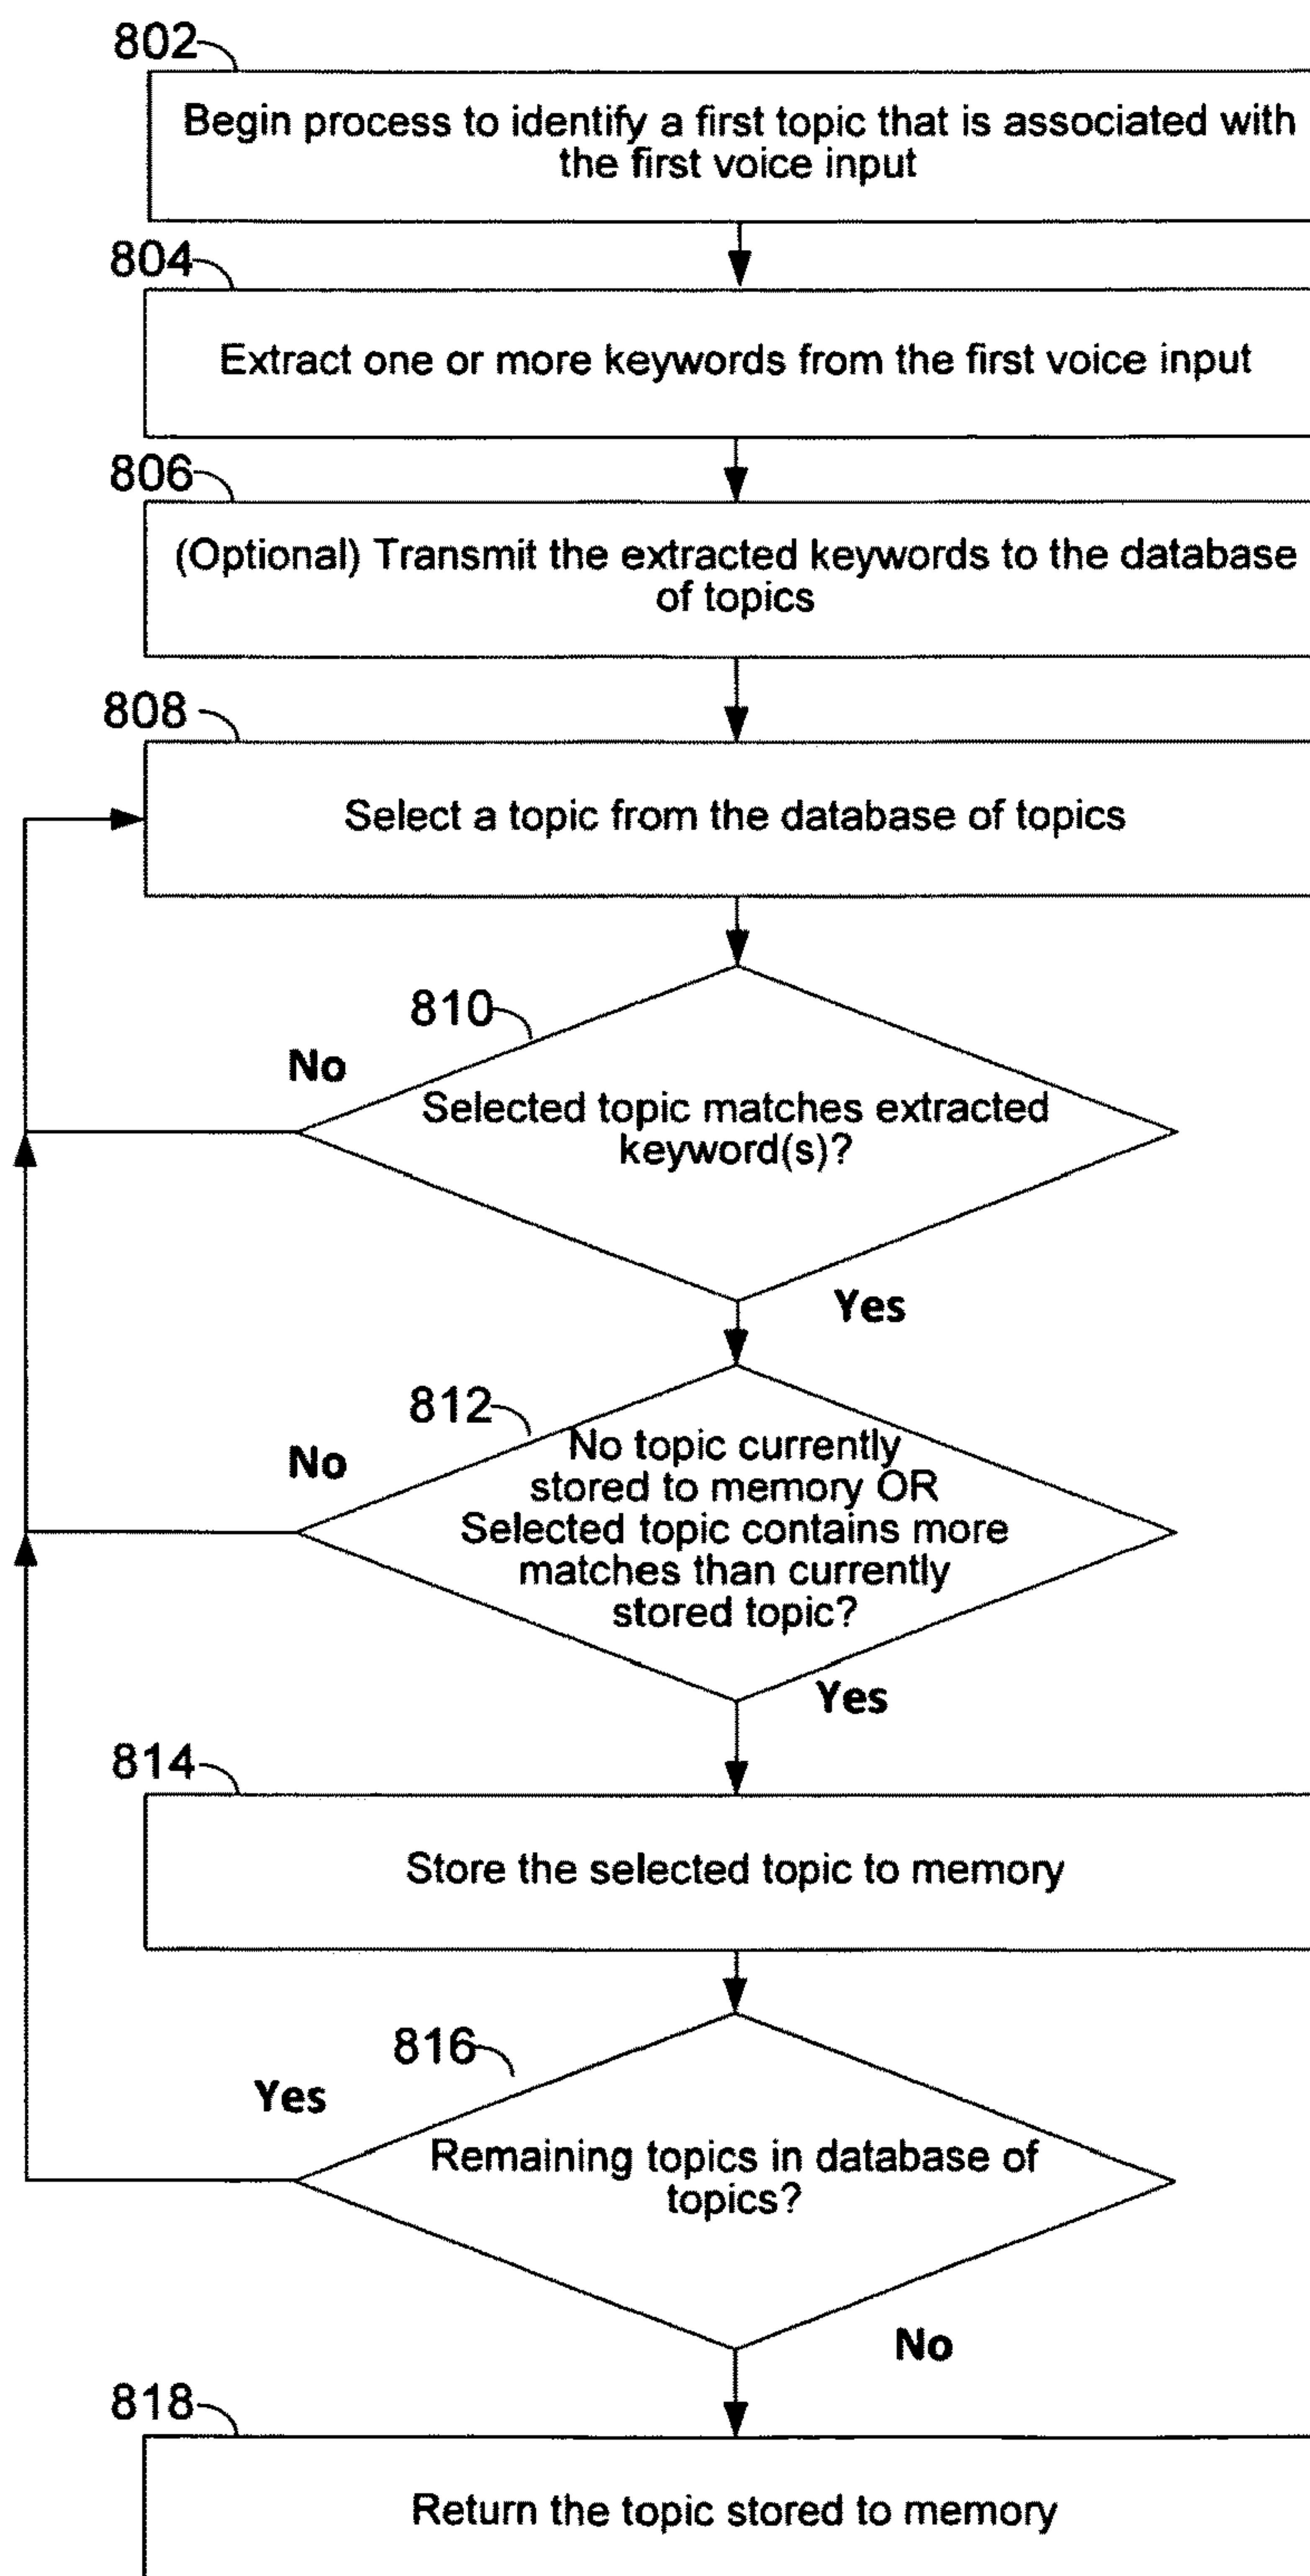 802
Begin process to identify a first topic that is associated with
the first voice input
804
Extract one or more keywords from the first voice input
806
(Optional) Transmit the extracted keywords to the database
of topics
808
Select a topic from the database of topics
810
No
Selected topic matches extracted
keyword(s)?
Yes
812
No
No topic currently
stored to memory OR
Selected topic contains more
matches than currently
stored topic?
Yes
814
Store the selected topic to memory
816
Yes
Remaining topics in database of
topics?
No
818
Return the topic stored to memory